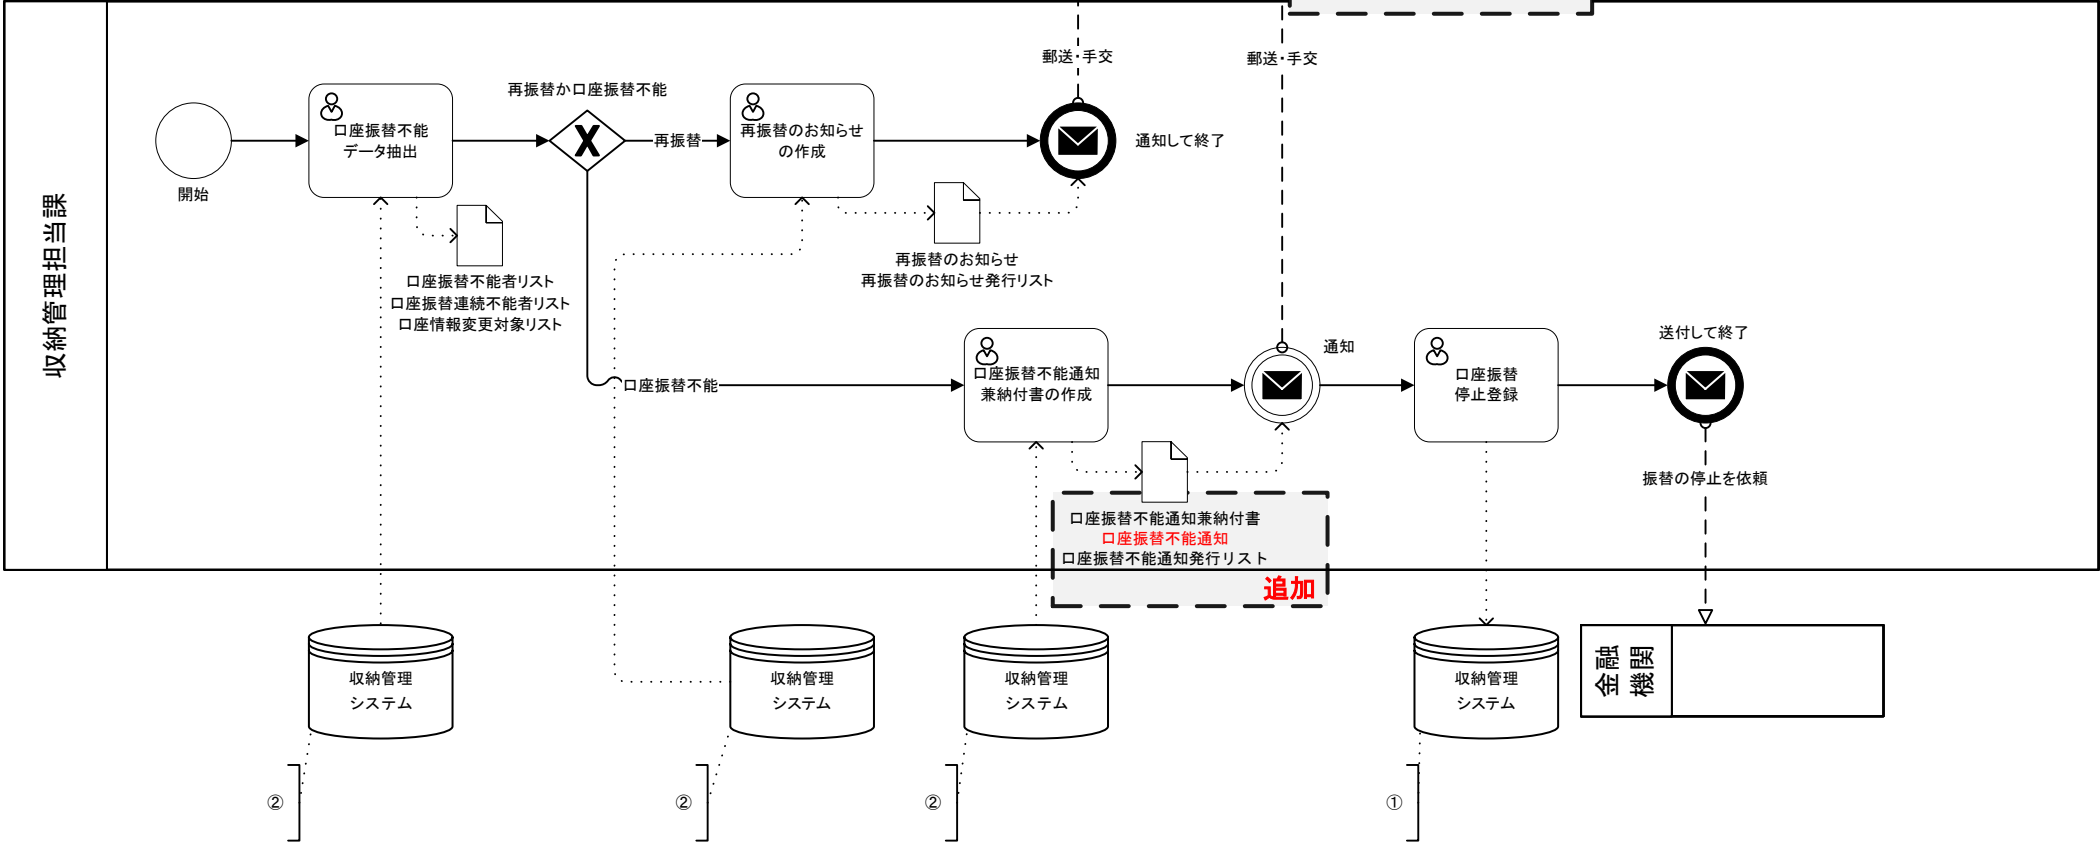 収納管理担当課
郵送・手交
郵送・手交
再振替か口座振替不能
開始
口座振替不能
データ抽出
再振替
再振替のお知らせ
の作成
通知して終了
口座振替不能者リスト
口座振替連続不能者リスト
口座情報変更対象リスト
再振替のお知らせ
再振替のお知らせ発行リスト
口座振替不能
口座振替不能通知
兼納付書の作成
通知
口座振替
停止登録
送付して終了
振替の停止を依頼
口座振替不能通知兼納付書
口座振替不能通知
口座振替不能通知発行リスト
追加
収納管理
システム
収納管理
システム
収納管理
システム
収納管理
システム
金融
機関
②
②
②
①